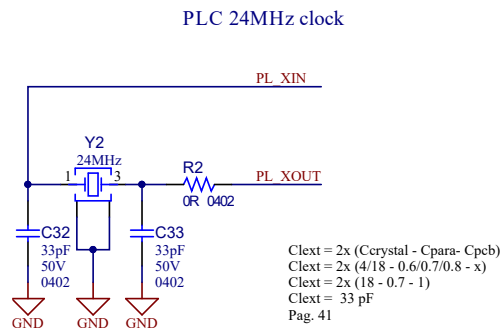 PLC 24MHz clock
PL_XIN
Y2
24MHz
1
3
R2
PL_XOUT
0R 0402
C32
33pF
50V
0402
C33
33pF
50V
0402
Clext = 2x (Ccrystal - Cpara- Cpcb)
Clext = 2x (4/18 - 0.6/0.7/0.8 - x)
Clext = 2x (18 - 0.7 - 1)
Clext =  33 pF
Pag. 41
GND
GND
GND